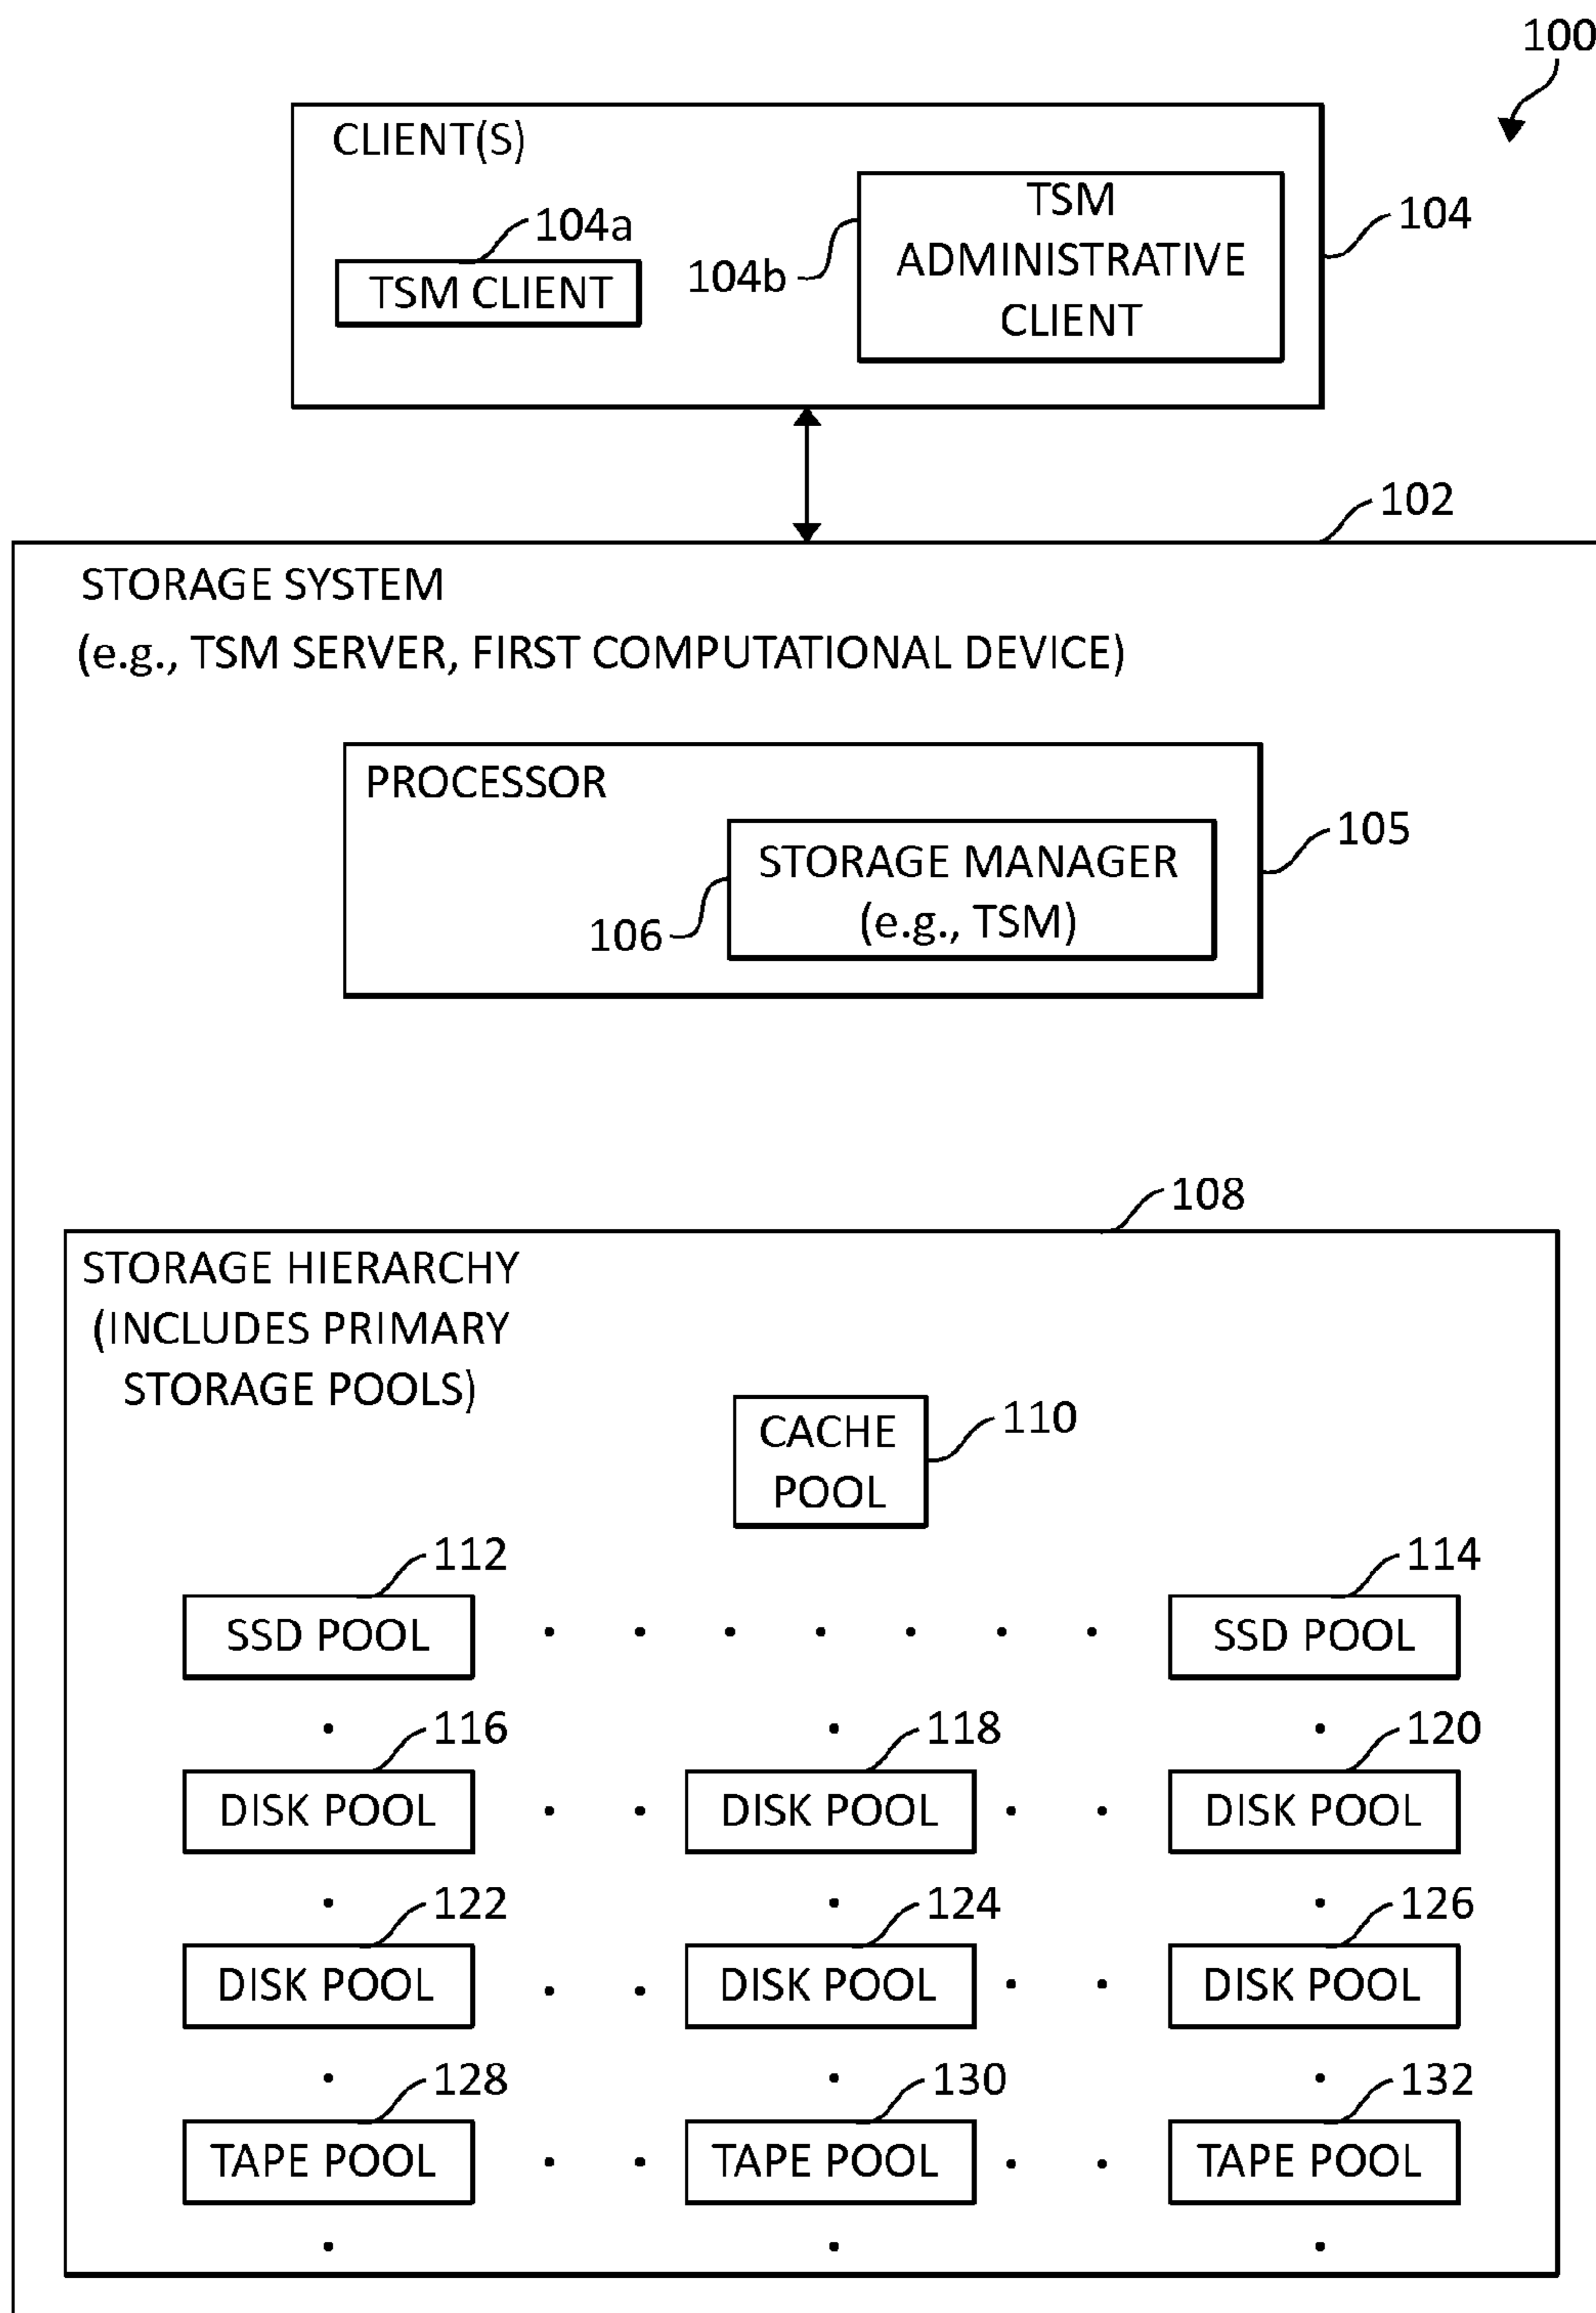 100
CLIENT(S)
104a
TSM CLIENT
104b
TSM
ADMINISTRATIVE
CLIENT
104
102
STORAGE SYSTEM
(e.g., TSM SERVER, FIRST COMPUTATIONAL DEVICE)
PROCESSOR
105
STORAGE MANAGER
(e.g., TSM)
106
108
STORAGE HIERARCHY
(INCLUDES PRIMARY
STORAGE POOLS)
CACHE
POOL
110
112
114
SSD POOL
SSD POOL
116
118
120
DISK POOL
DISK POOL
DISK POOL
122
124
126
DISK POOL
DISK POOL
DISK POOL
128
130
132
TAPE POOL
TAPE POOL
TAPE POOL